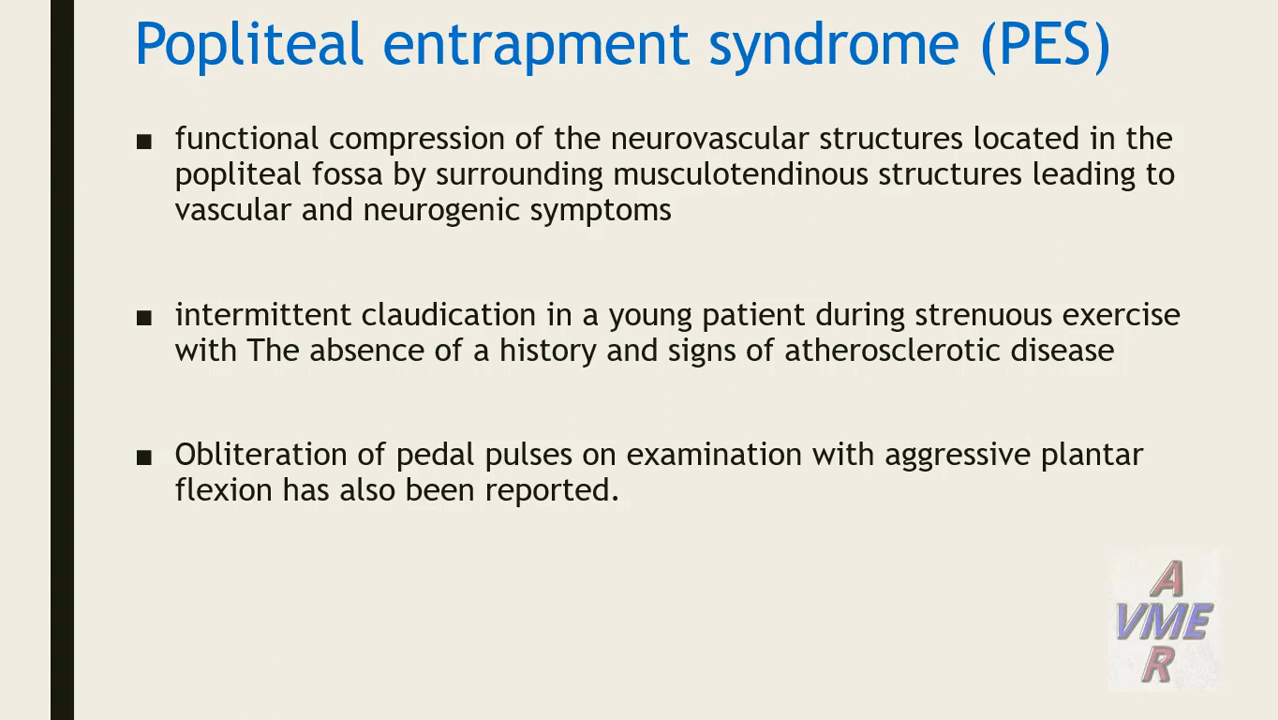 Popliteal entrapment syndrome (PES)
■ functional compression of the neurovascular structures located in the
popliteal fossa by surrounding musculotendinous structures leading to
vascular and neurogenic symptoms
■ intermittent claudication in a young patient during strenuous exercise
with The absence of a history and signs of atherosclerotic disease
■ Obliteration of pedal pulses on examination with aggressive plantar
flexion has also been reported.
A
VME
R